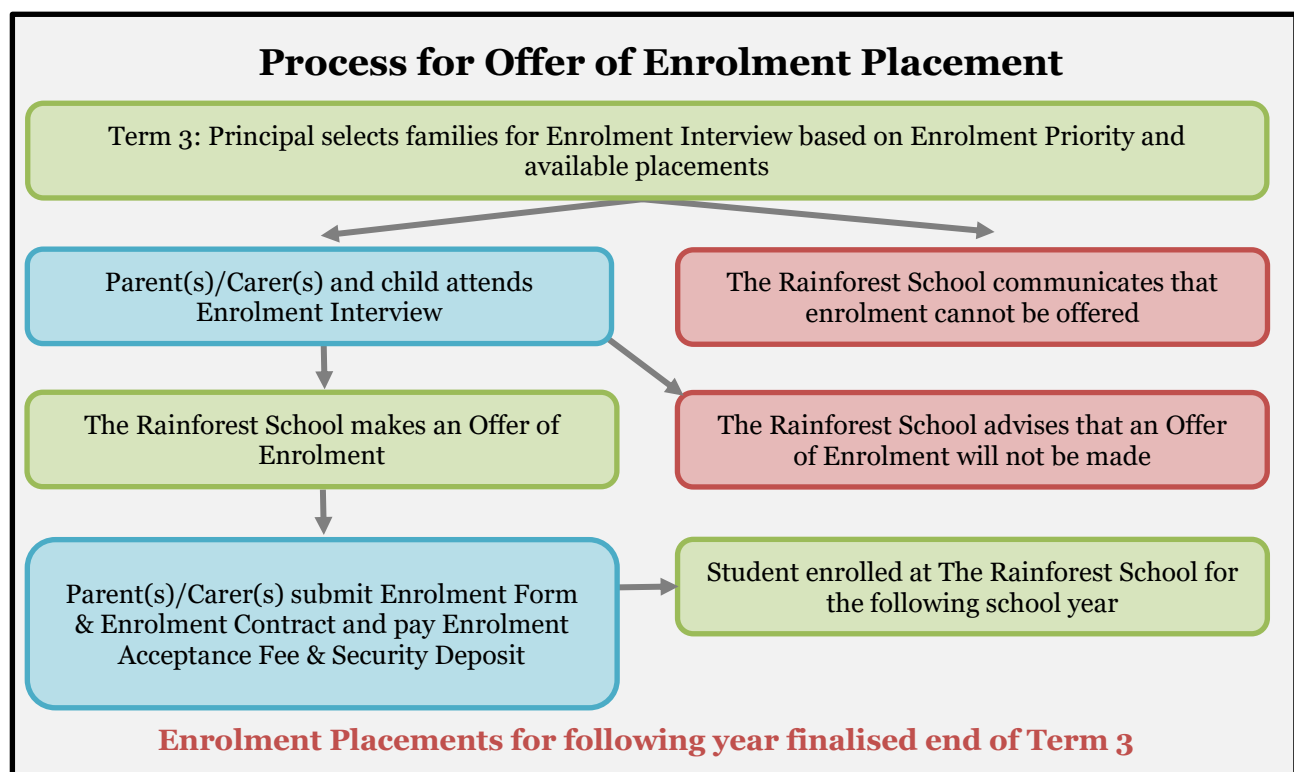 Process for Offer of Enrolment Placement
Term 3: Principal selects families for Enrolment Interview based on Enrolment Priority and
available placements
Parent(s)/Carer(s) and child attends
Enrolment Interview
The Rainforest School communicates that
enrolment cannot be offered
The Rainforest School makes an Offer of
Enrolment
The Rainforest School advises that an Offer
of Enrolment will not be made
Parent(s)/Carer(s) submit Enrolment Form
& Enrolment Contract and pay Enrolment
Acceptance Fee & Security Deposit
Student enrolled at The Rainforest School for
the following school year
Enrolment Placements for following year finalised end of Term 3